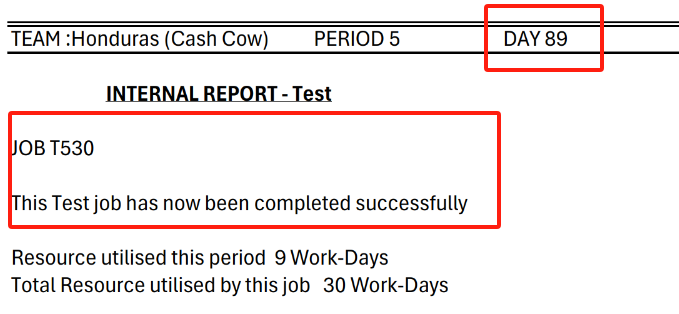 TEAM :Honduras (Cash Cow) PERIOD 5 DAY 89
INTERNAL REPORT - Test
JOB T530
This Test job has now been completed successfully
Resource utilised this period 9 Work-Days
Total Resource utilised by this job 30 Work-Days